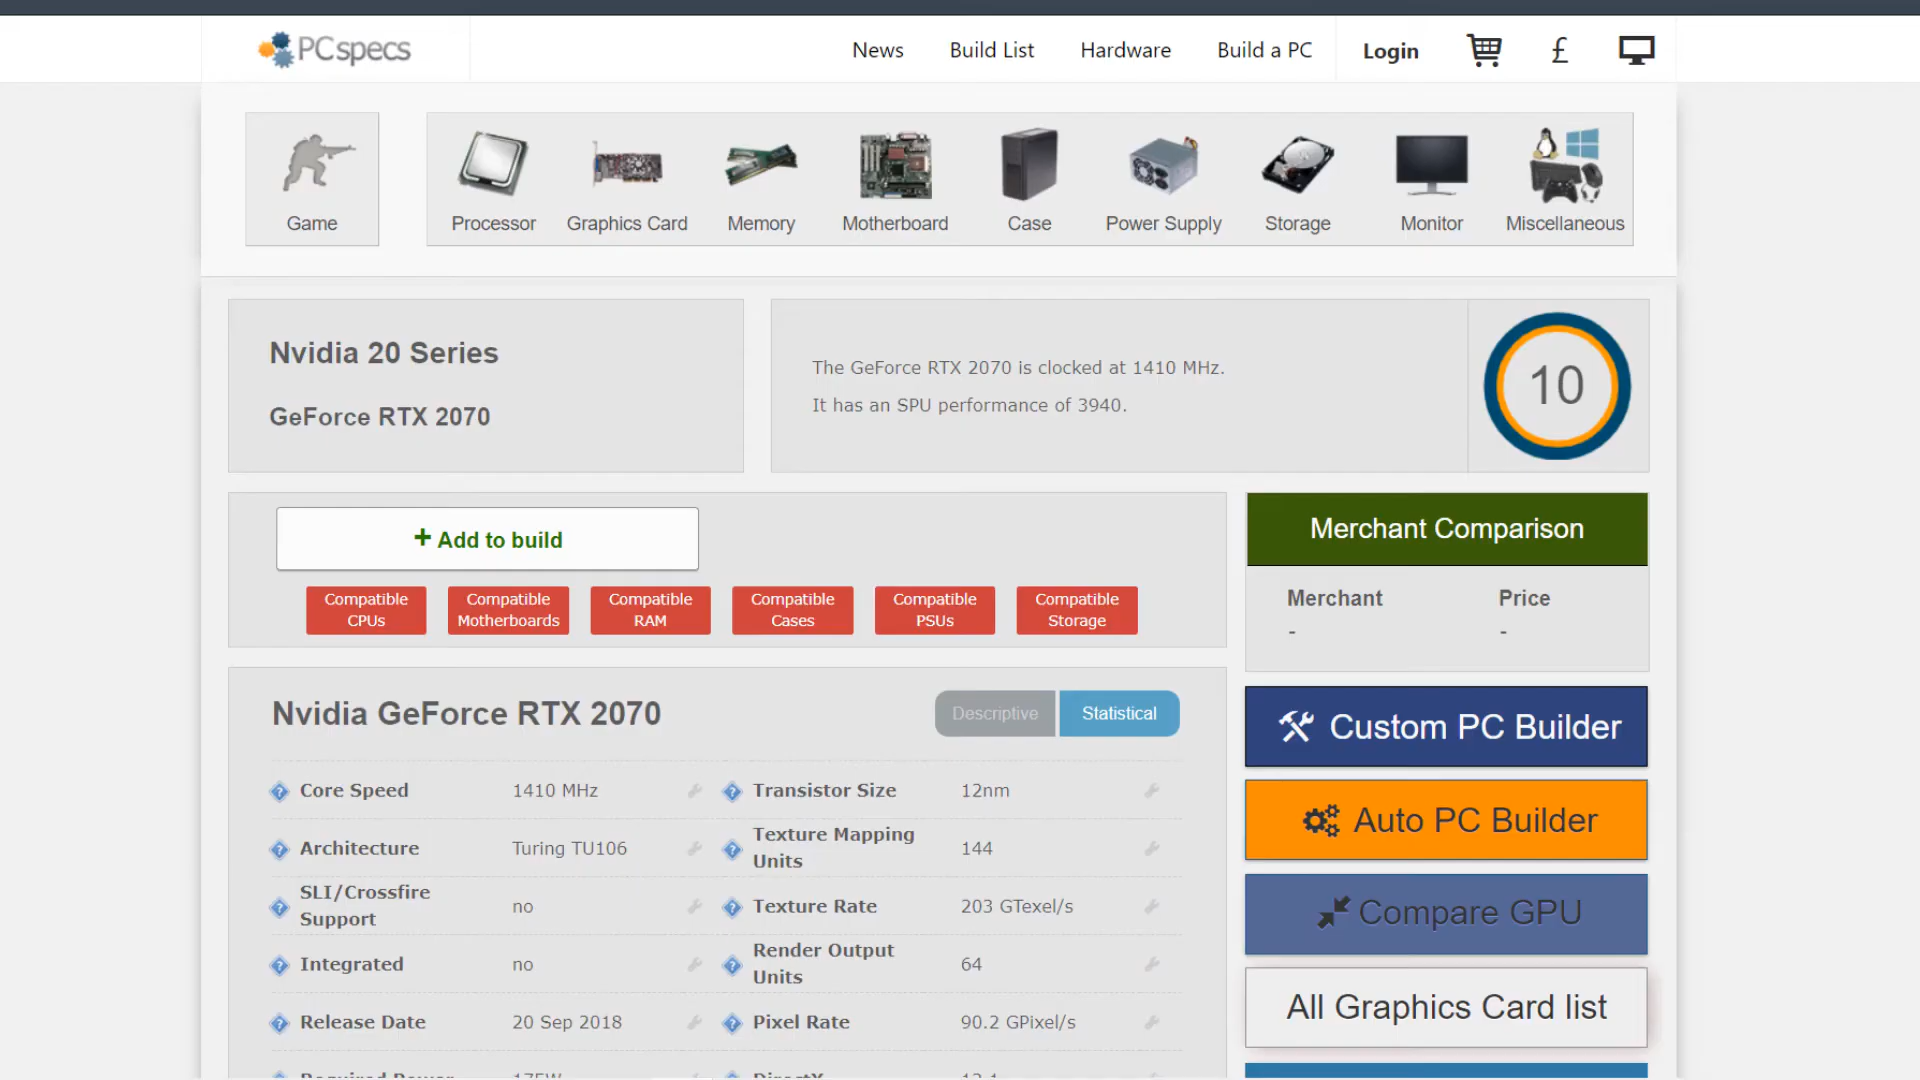 PCspecs
News Build List Hardware Build a PC Login £
Game Processor Graphics Card Memory Motherboard Case Power Supply Storage Monitor Miscellaneous
Nvidia 20 Series
GeForce RTX 2070
The GeForce RTX 2070 is clocked at 1410 MHz.
It has an SPU performance of 3940.
10
+ Add to build
Compatible CPUs
Compatible Motherboards
Compatible RAM
Compatible Cases
Compatible PSUs
Compatible Storage
Merchant Comparison
Merchant Price
- -
Nvidia GeForce RTX 2070
Descriptive Statistical
Core Speed 1410 MHz Transistor Size 12nm
Architecture Turing TU106 Texture Mapping Units 144
SLI/Crossfire Support no Texture Rate 203 GTexel/s
Integrated no Render Output Units 64
Release Date 20 Sep 2018 Pixel Rate 90.2 GPixel/s
Custom PC Builder
Auto PC Builder
Compare GPU
All Graphics Card list